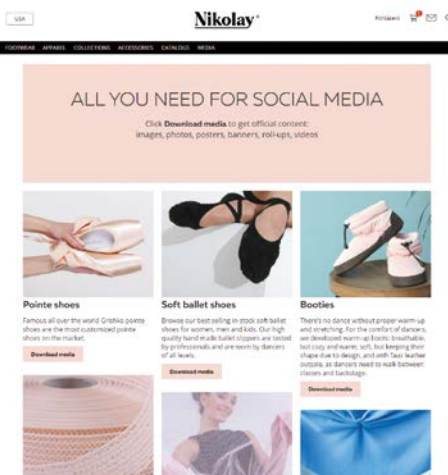 USA
Nikolay®
FOOTWEAR APPAREL COLLECTIONS ACCESSORIES CATALOGS MEDIA
ALL YOU NEED FOR SOCIAL MEDIA
Click Download media to get official content:
images, photos, posters, banners, roll-ups, videos
Pointe shoes
Famous all over the world Grishko pointe
shoes are the most customized pointe
shoes on the market.
Download media
Soft ballet shoes
Browse our best selling in-stock soft ballet
shoes for women, men and kids. Our high
quality hand made ballet slippers are tested
by professionals and are worn by dancers
of all levels.
Download media
Booties
There's no dance without proper warm-up
and stretching. For the comfort of dancers,
we developed warm-up boots: breathable,
but cozy and warm, soft, but keeping their
shape due to design, and with faux leather
outsole, as dancers need to walk between
classes and backstage.
Download media